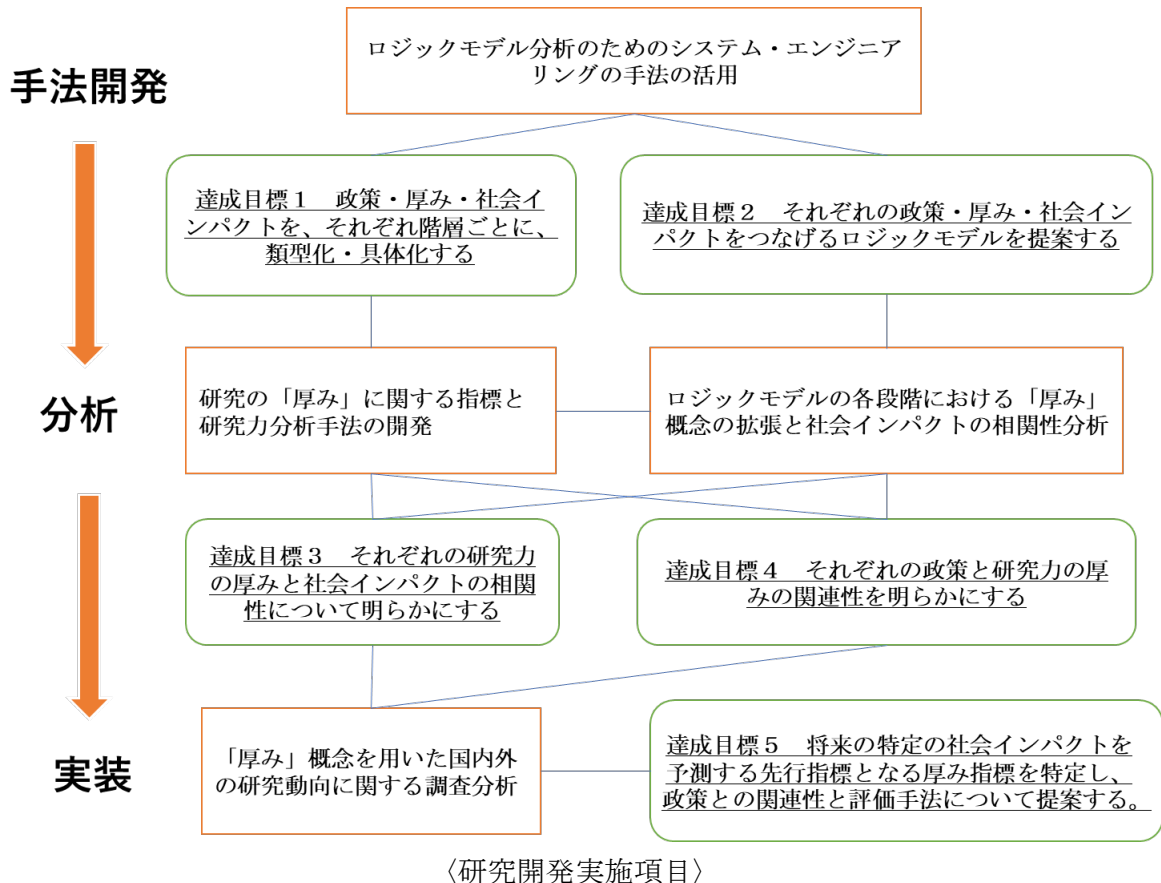 ロジックモデル分析のためのシステム・エンジニア
リングの手法の活用
手法開発
達成目標１　政策・厚み・社会イ
ンパクトを、それぞれ階層ごとに、
類型化・具体化する
達成目標２　それぞれの政策・厚み・社会イン
パクトをつなげるロジックモデルを提案する
分析
研究の「厚み」に関する指標と
研究力分析手法の開発
ロジックモデルの各段階における「厚み」
概念の拡張と社会インパクトの相関性分析
達成目標３　それぞれの研究力
の厚みと社会インパクトの相関
性について明らかにする
達成目標４　それぞれの政策と研究力の厚
みの関連性を明らかにする
実装
「厚み」概念を用いた国内外
の研究動向に関する調査分析
達成目標５　将来の特定の社会インパクトを
予測する先行指標となる厚み指標を特定し、
政策との関連性と評価手法について提案する。
〈研究開発実施項目〉